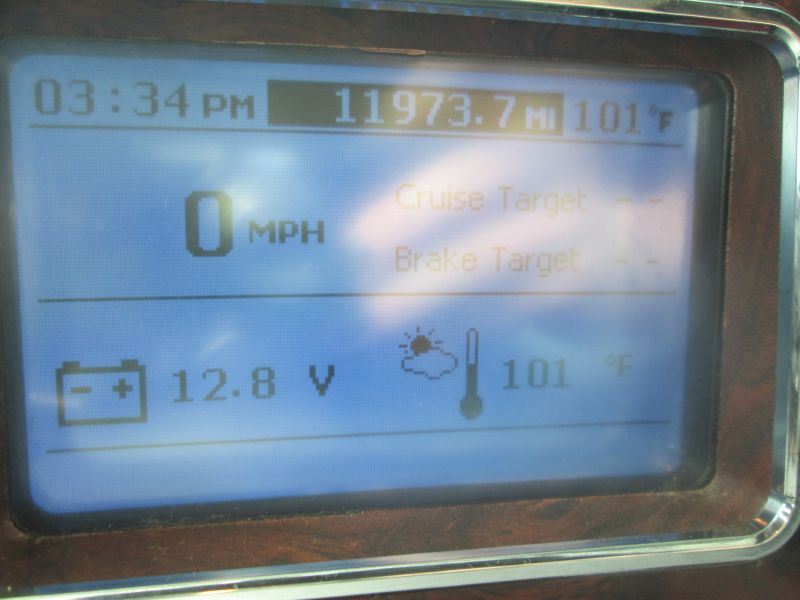 03:34 PM 11973.7 MI 101 °F
0 MPH
Cruise Target - -
Brake Target - -
- + 12.8 V 101 °F